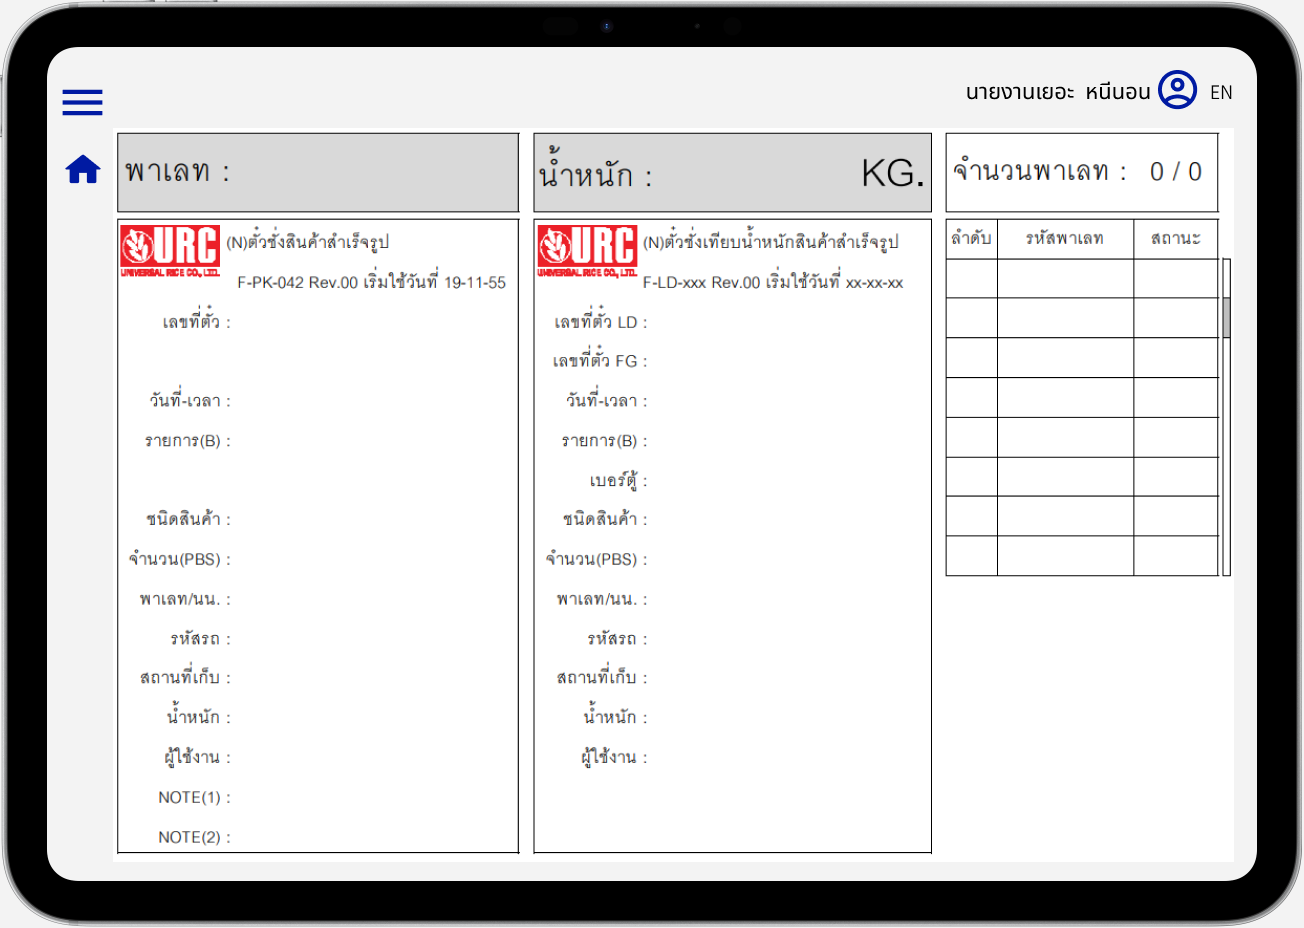 นายงานเยอะ หนีนอน EN
พาเลท :
น้ำหนัก : KG.
จำนวนพาเลท : 0 / 0
URC
UNIVERSAL RICE CO., LTD.
(N)ตั๋วชั่งสินค้าสำเร็จรูป
F-PK-042 Rev.00 เริ่มใช้วันที่ 19-11-55
เลขที่ตั๋ว :
วันที่-เวลา :
รายการ(B) :
ชนิดสินค้า :
จำนวน(PBS) :
พาเลท/นน. :
รหัสรถ :
สถานที่เก็บ :
น้ำหนัก :
ผู้ใช้งาน :
NOTE(1) :
NOTE(2) :
URC
UNIVERSAL RICE CO., LTD.
(N)ตั๋วชั่งเทียบน้ำหนักสินค้าสำเร็จรูป
F-LD-xxx Rev.00 เริ่มใช้วันที่ xx-xx-xx
เลขที่ตั๋ว LD :
เลขที่ตั๋ว FG :
วันที่-เวลา :
รายการ(B) :
เบอร์ตู้ :
ชนิดสินค้า :
จำนวน(PBS) :
พาเลท/นน. :
รหัสรถ :
สถานที่เก็บ :
น้ำหนัก :
ผู้ใช้งาน :
ลำดับ รหัสพาเลท สถานะ